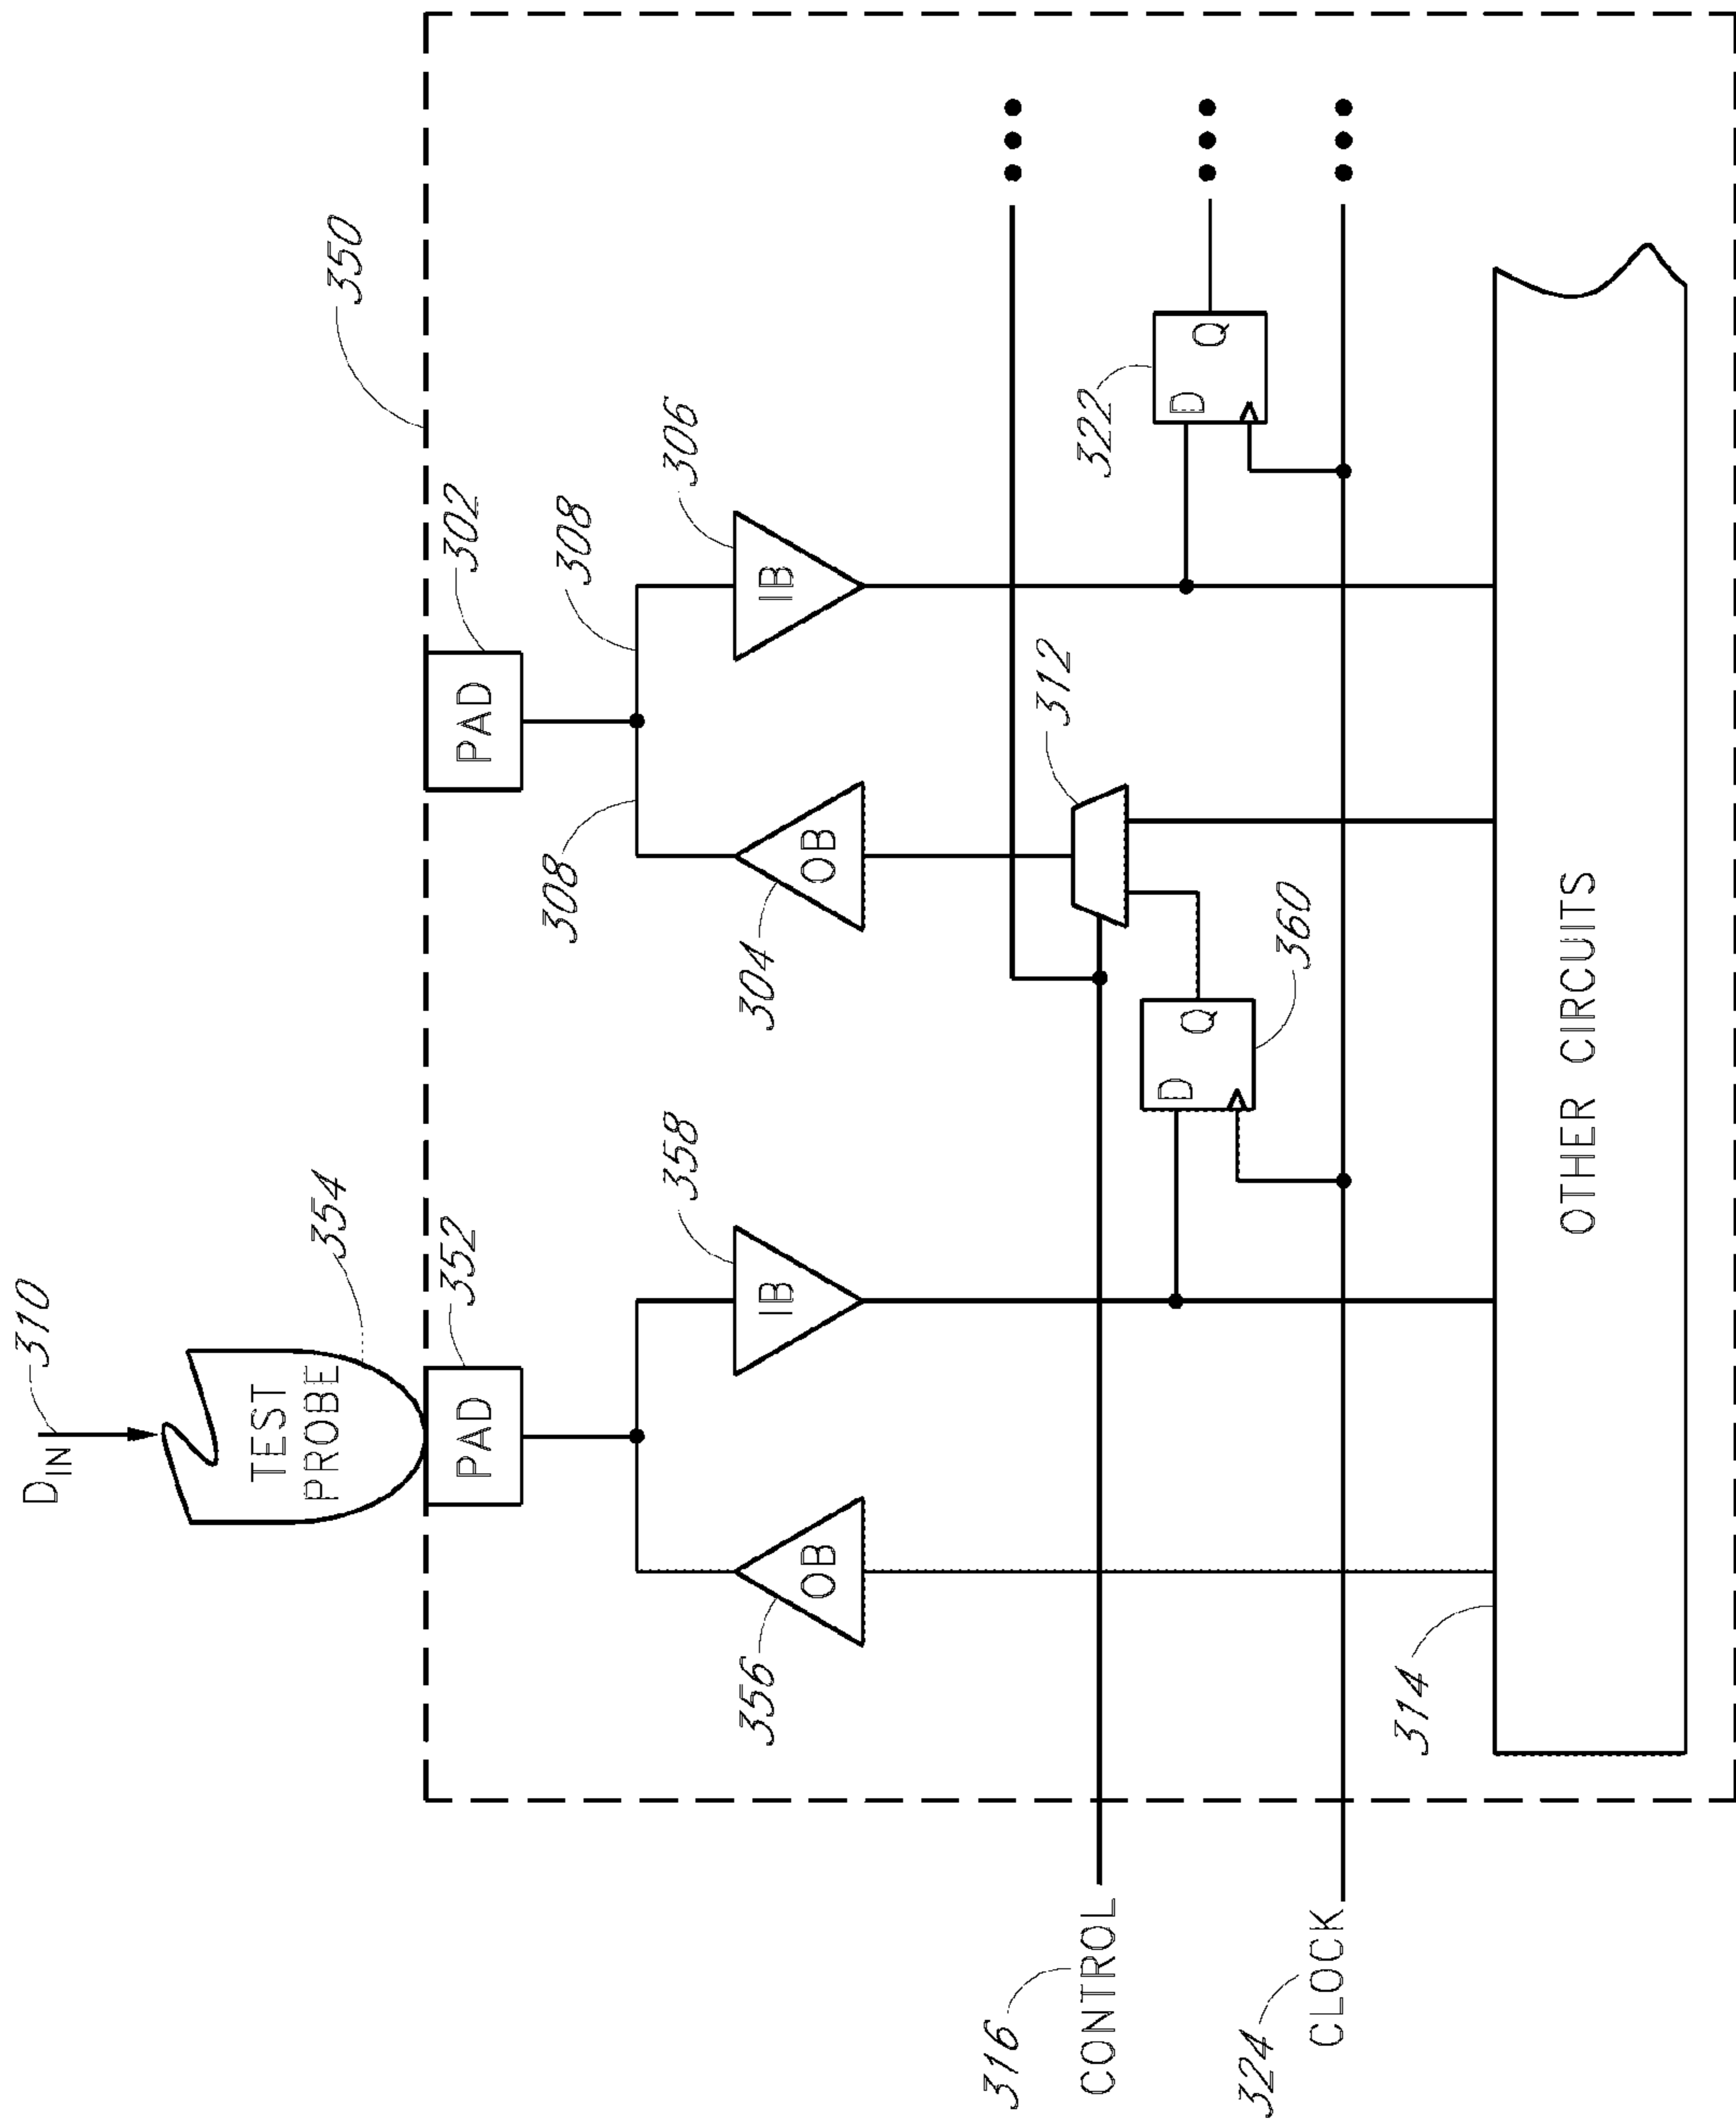 D_IN
310
TEST
PROBE
354
350
PAD
352
PAD
302
308
308
OB
356
IB
358
OB
304
IB
306
312
316
CONTROL
D
Q
360
D
Q
322
324
CLOCK
314
OTHER CIRCUITS